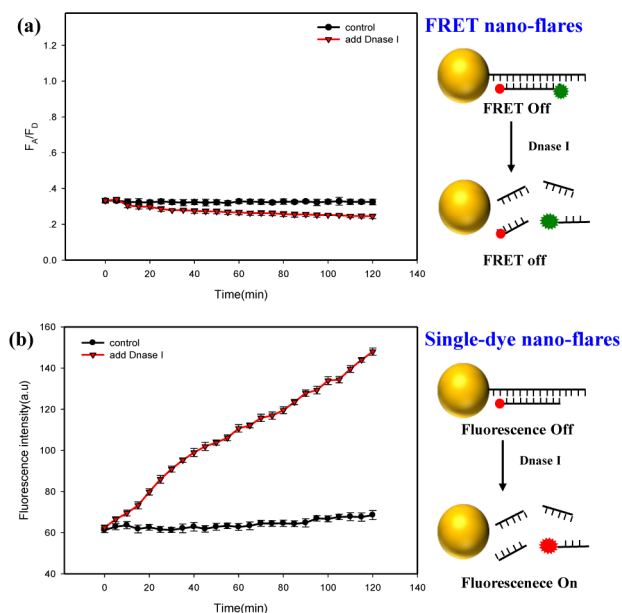 (a)
control
add Dnase I
FRET nano-flares
1.2
1.0
.8
.6
.4
.2
0.0
F_A/F_D
0 20 40 60 80 100 120 140
Time(min)
FRET Off
Dnase I
FRET off
(b)
control
add Dnase I
Single-dye nano-flares
160
140
120
100
80
60
40
Fluorescence intensity(a.u)
0 20 40 60 80 100 120 140
Time(min)
Fluorescence Off
Dnase I
Fluorescenece On